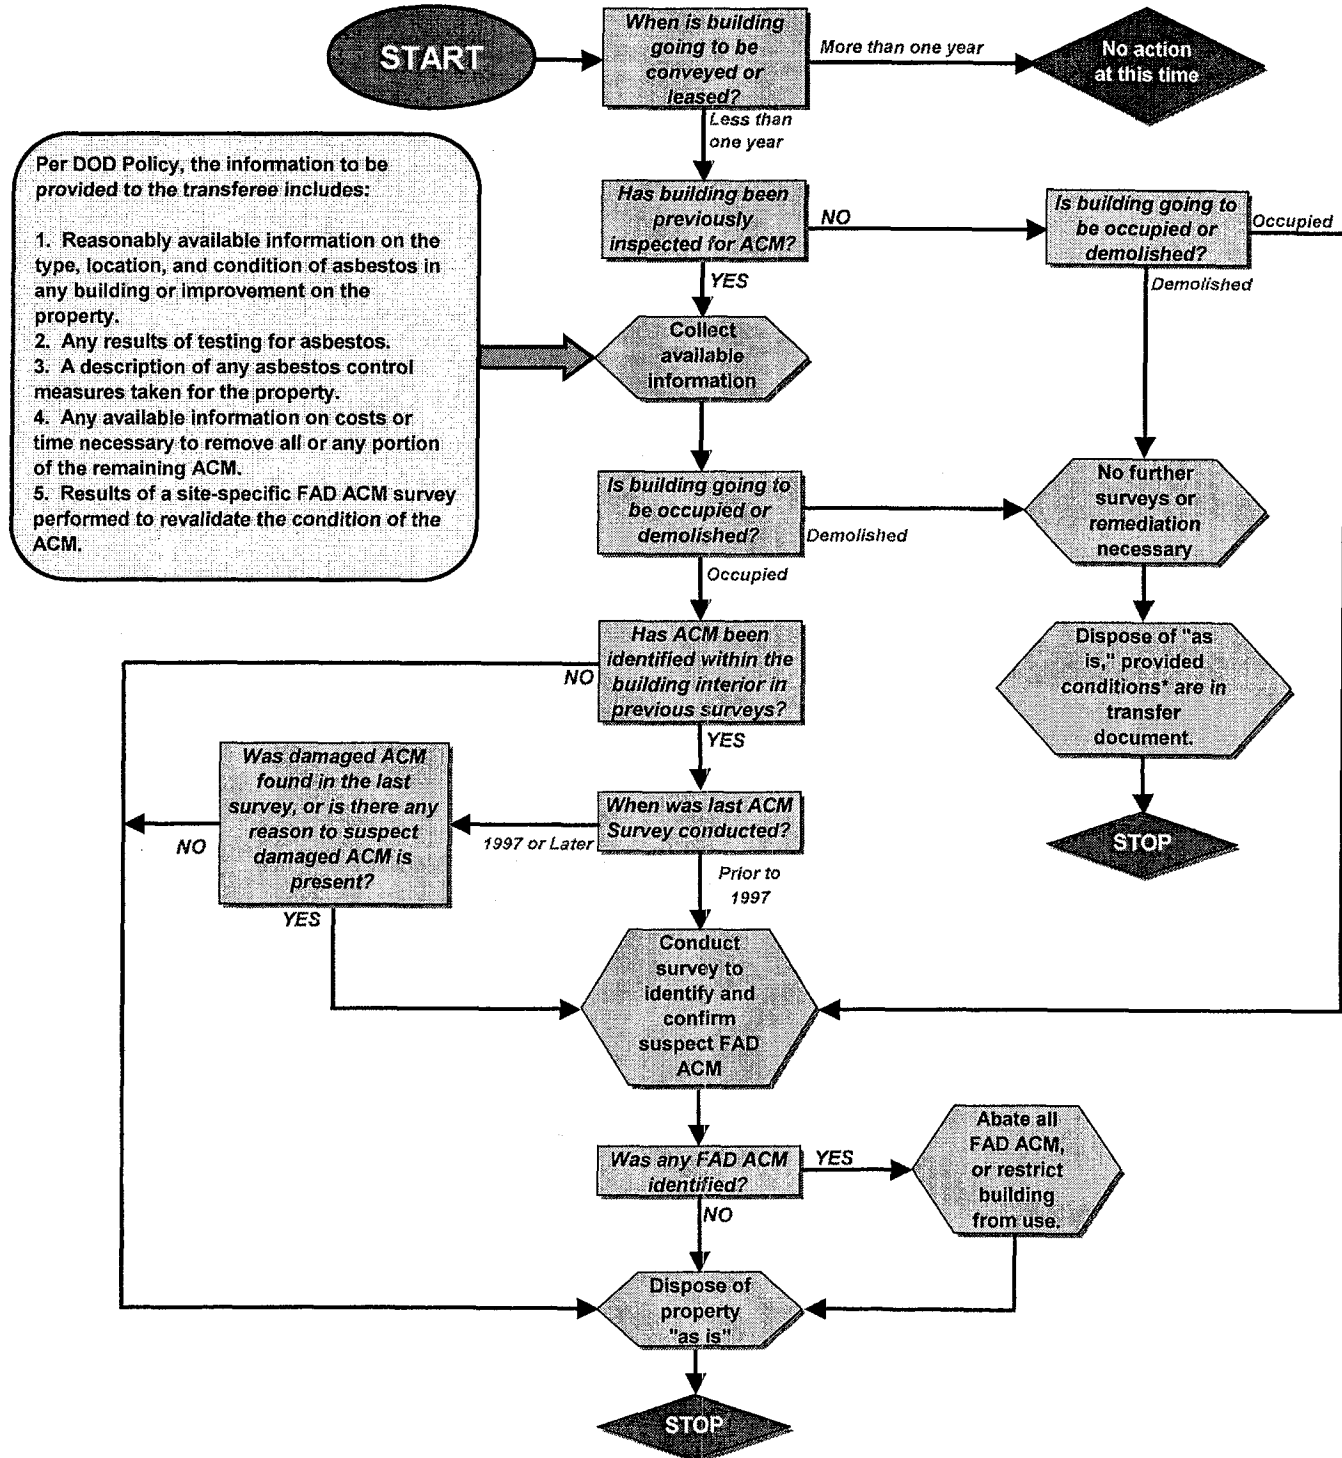 START
When is building
going to be
conveyed or
leased?
More than one year
No action
at this time
Less than
one year
Per DOD Policy, the information to be
provided to the transferee includes:
1. Reasonably available information on the
type, location, and condition of asbestos in
any building or improvement on the
property.
2. Any results of testing for asbestos.
3. A description of any asbestos control
measures taken for the property.
4. Any available information on costs or
time necessary to remove all or any portion
of the remaining ACM.
5. Results of a site-specific FAD ACM survey
performed to revalidate the condition of the
ACM.
Has building been
previously
inspected for ACM?
NO
Is building going to
be occupied or
demolished?
Occupied
YES
Demolished
Collect
available
information
Is building going to
be occupied or
demolished?
Demolished
No further
surveys or
remediation
necessary
Occupied
Has ACM been
identified within the
building interior in
previous surveys?
NO
Dispose of "as
is," provided
conditions* are in
transfer
document.
YES
Was damaged ACM
found in the last
survey, or is there any
reason to suspect
damaged ACM is
present?
NO
When was last ACM
Survey conducted?
1997 or Later
STOP
Prior to
1997
YES
Conduct
survey to
identify and
confirm
suspect FAD
ACM
Was any FAD ACM
identified?
YES
Abate all
FAD ACM,
or restrict
building
from use.
NO
Dispose of
property
"as is"
STOP